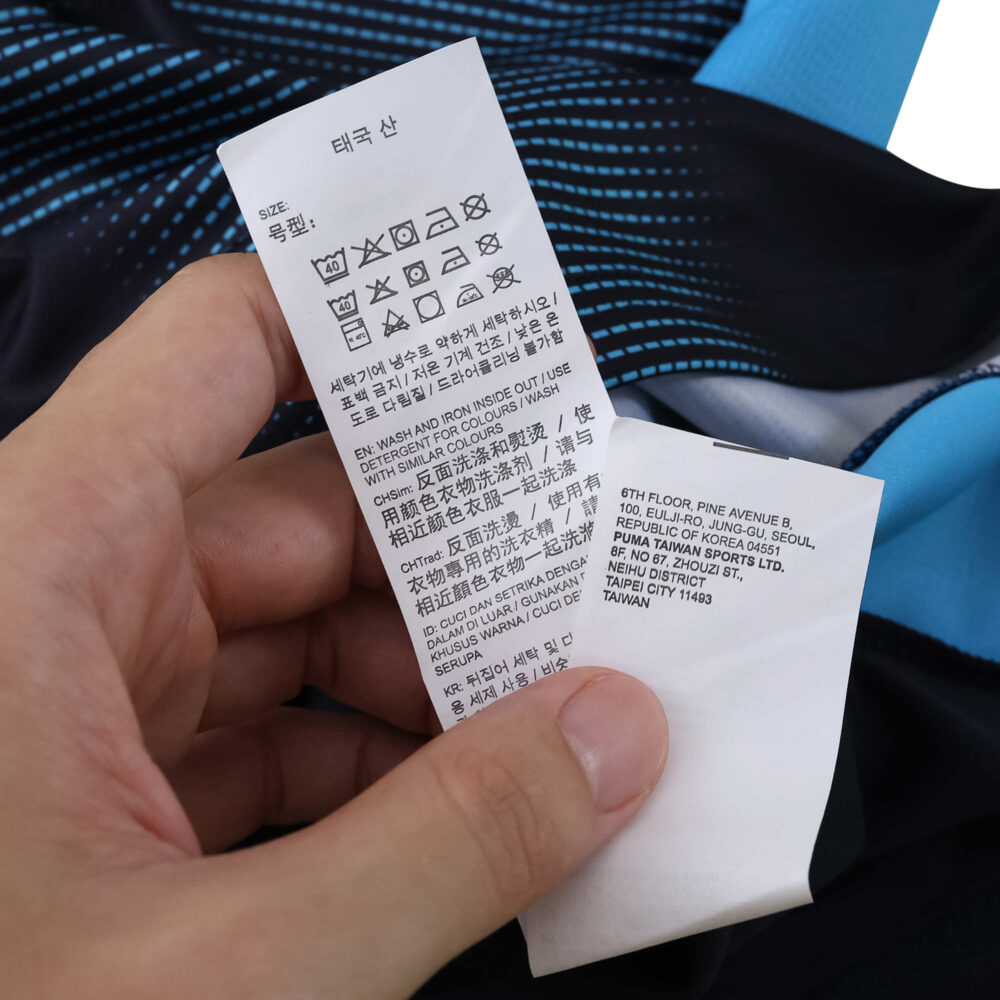 태국 산
SIZE:
号型:
40
40
세탁기에 냉수로 약하게 세탁하시오 /
표백 금지 / 저온 기계 건조 / 낮은 온
도로 다림질 / 드라이클리닝 불가함
EN: WASH AND IRON INSIDE OUT / USE
DETERGENT FOR COLOURS / WASH
WITH SIMILAR COLOURS
CHSim: 反面洗涤和熨烫 / 使
用颜色衣物洗涤剂 / 请与
相近颜色衣服一起洗涤
CHTrad: 反面洗燙 / 使用有
衣物專用的洗衣精 / 請
相近顏色衣物一起洗滌
ID: CUCI DAN SETRIKA DENGA
DALAM DI LUAR / GUNAKAN
KHUSUS WARNA / CUCI DE
SERUPA
KR: 뒤집어 세탁 및
용 세제 사용 / 비슷
6TH FLOOR, PINE AVENUE B,
100, EULJI-RO, JUNG-GU, SEOUL,
REPUBLIC OF KOREA 04551
PUMA TAIWAN SPORTS LTD.
8F, NO 67, ZHOUZI ST.,
NEIHU DISTRICT
TAIPEI CITY 11493
TAIWAN